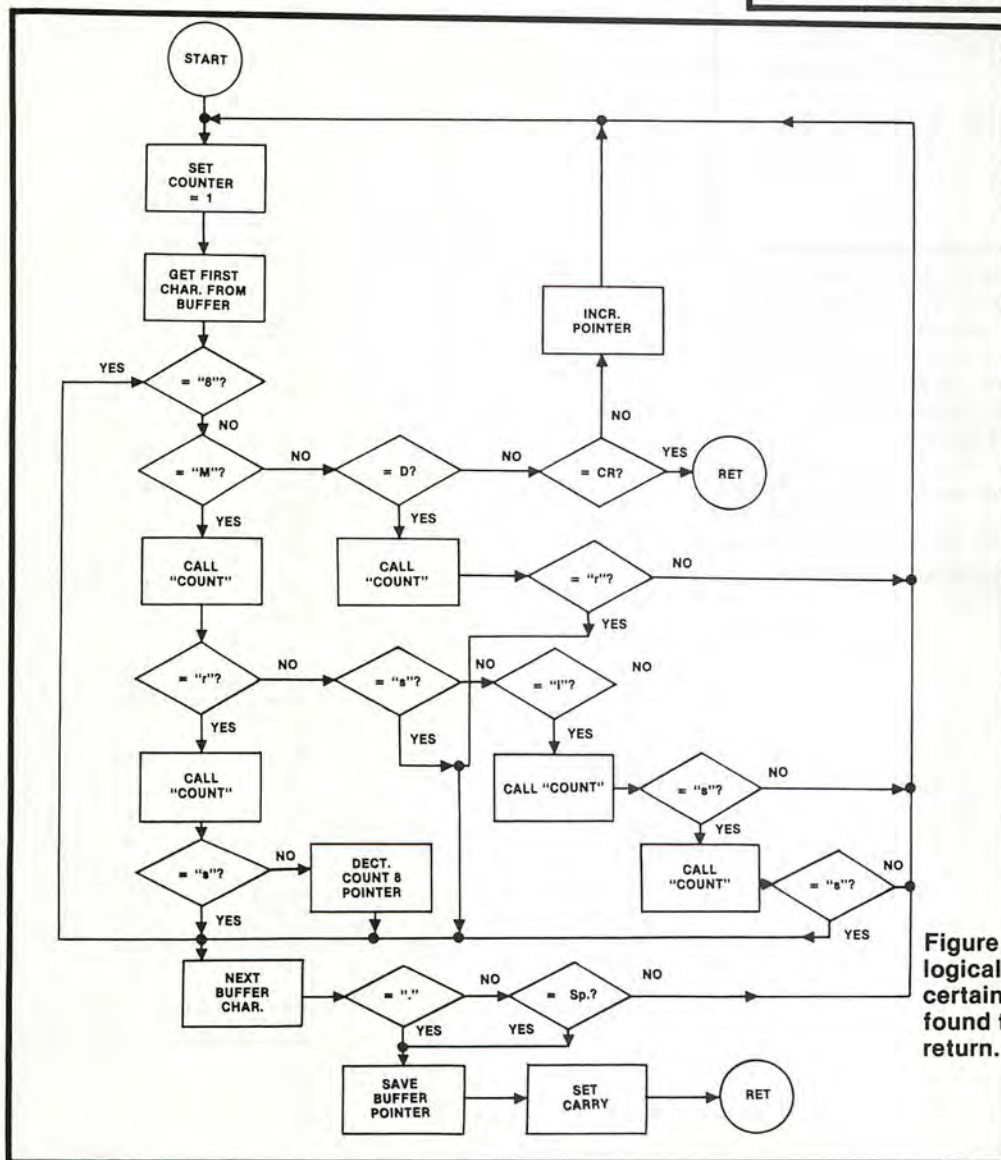 START
SET
COUNTER
= 1
GET FIRST
CHAR. FROM
BUFFER
INCR.
POINTER
YES
= "8"?
NO
NO
= "M"?
NO
= D?
NO
= CR?
YES
RET
YES
YES
CALL
"COUNT"
CALL
"COUNT"
= "r"?
NO
YES
= "r"?
NO
= "s"?
NO
= "l"?
NO
YES
YES
YES
CALL
"COUNT"
CALL "COUNT"
= "s"?
NO
YES
= "s"?
NO
DECT.
COUNT 8
POINTER
CALL
"COUNT"
= "s"?
NO
YES
YES
NEXT
BUFFER
CHAR.
= "."
NO
= Sp.?
NO
YES
YES
SAVE
BUFFER
POINTER
SET
CARRY
RET
Figure
logical
certain
found
return.